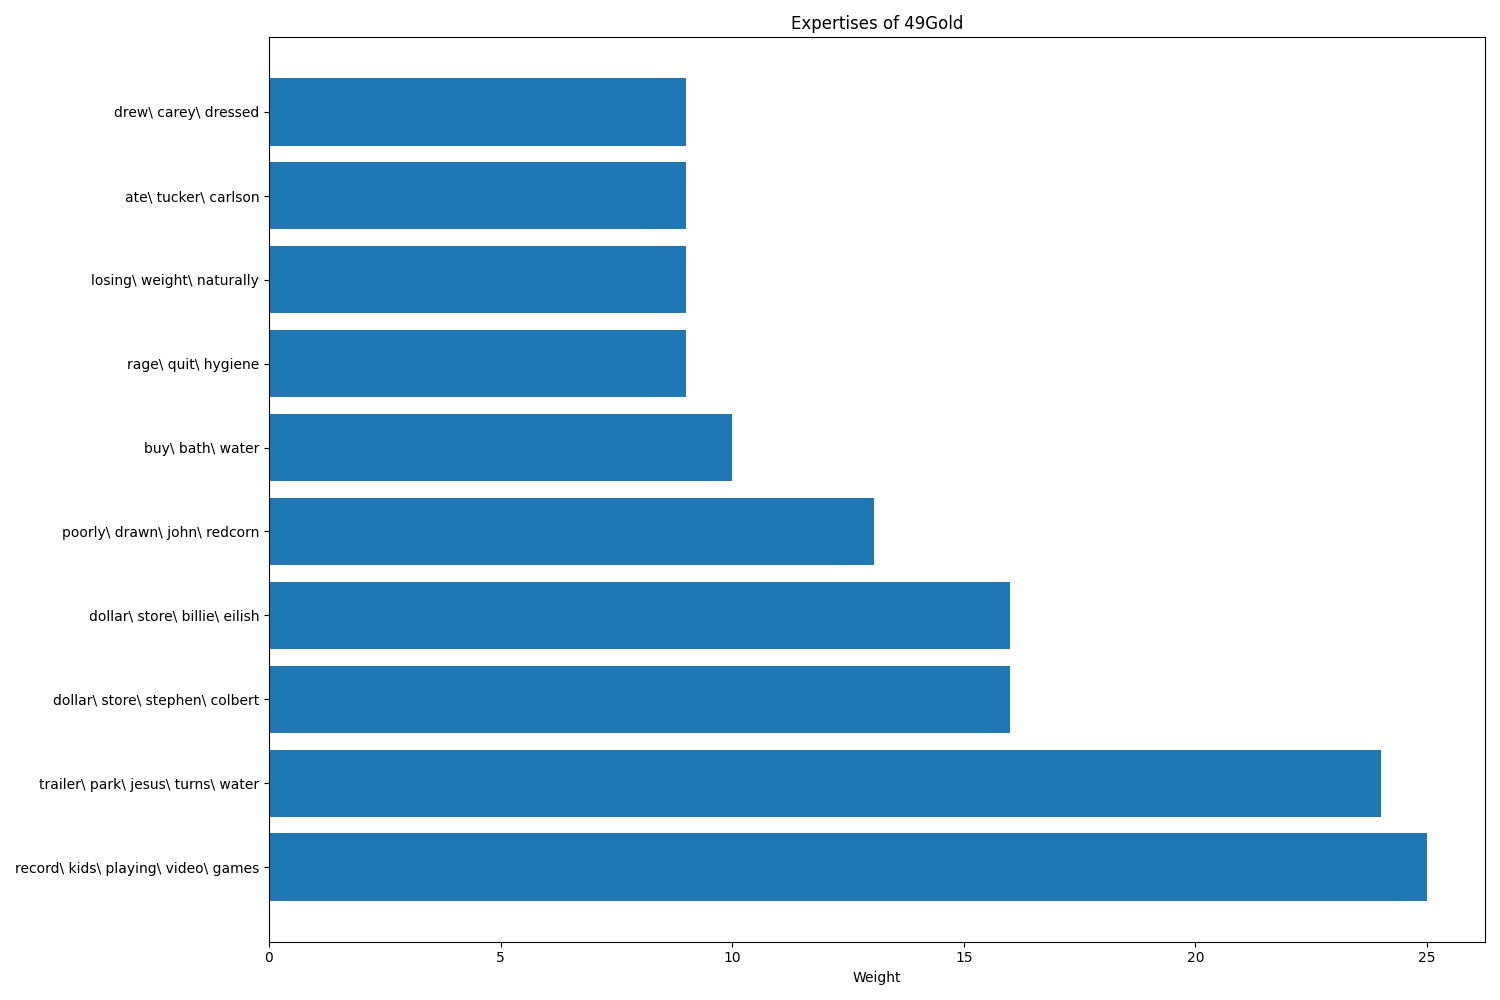 Expertises of 49Gold
drew\ carey\ dressed
ate\ tucker\ carlson
losing\ weight\ naturally
rage\ quit\ hygiene
buy\ bath\ water
poorly\ drawn\ john\ redcorn
dollar\ store\ billie\ eilish
dollar\ store\ stephen\ colbert
trailer\ park\ jesus\ turns\ water
record\ kids\ playing\ video\ games
0 5 10 15 20 25
Weight